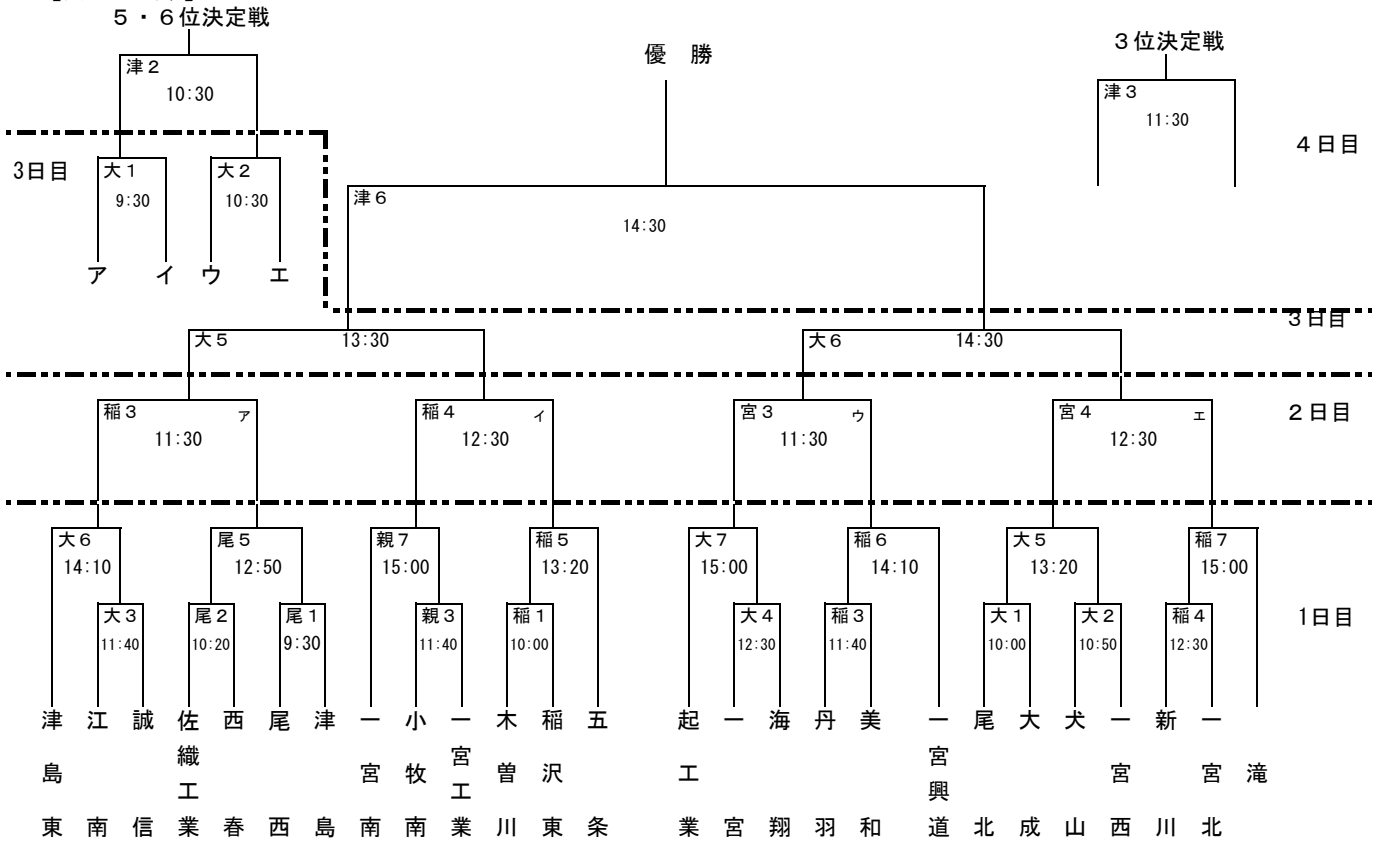 5・6位決定戦
優 勝
3位決定戦
津2
10:30
津3
11:30
4日目
3日目
大1
9:30
大2
10:30
ア
イ
ウ
エ
津6
14:30
3日目
大5
13:30
大6
14:30
2日目
稲3
ア
11:30
稲4
イ
12:30
宮3
ウ
11:30
宮4
エ
12:30
大6
14:10
尾5
12:50
親7
15:00
稲5
13:20
大7
15:00
稲6
14:10
大5
13:20
稲7
15:00
1日目
大3
11:40
尾2
10:20
尾1
9:30
親3
11:40
稲1
10:00
大4
12:30
稲3
11:40
大1
10:00
大2
10:50
稲4
12:30
津島東
江南
誠信
佐織工業
西春
尾西
津島
一宮南
小牧南
一宮工業
木曽川
稲沢東
五条
起工業
一宮
海翔
丹羽
美和
一宮興道
尾北
大成
犬山
一宮西
新川
一宮北
滝